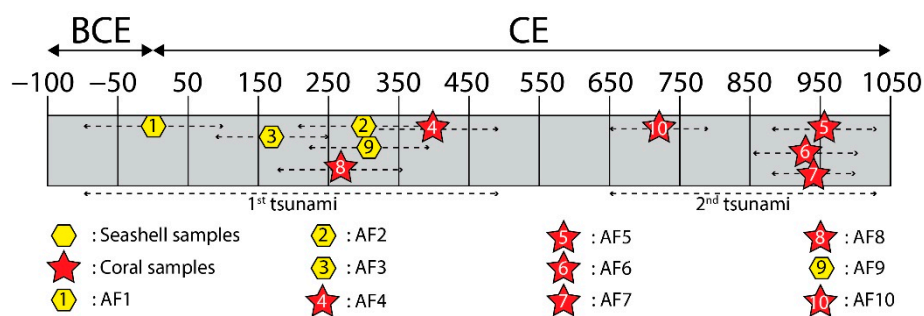 BCE CE
−100 −50 50 150 250 350 450 550 650 750 850 950 1050
1 2 4 10 5
3 9 6
8 7
1st tsunami 2nd tsunami
: Seashell samples 2 : AF2 5 : AF5 8 : AF8
: Coral samples 3 : AF3 6 : AF6 9 : AF9
1 : AF1 4 : AF4 7 : AF7 10 : AF10